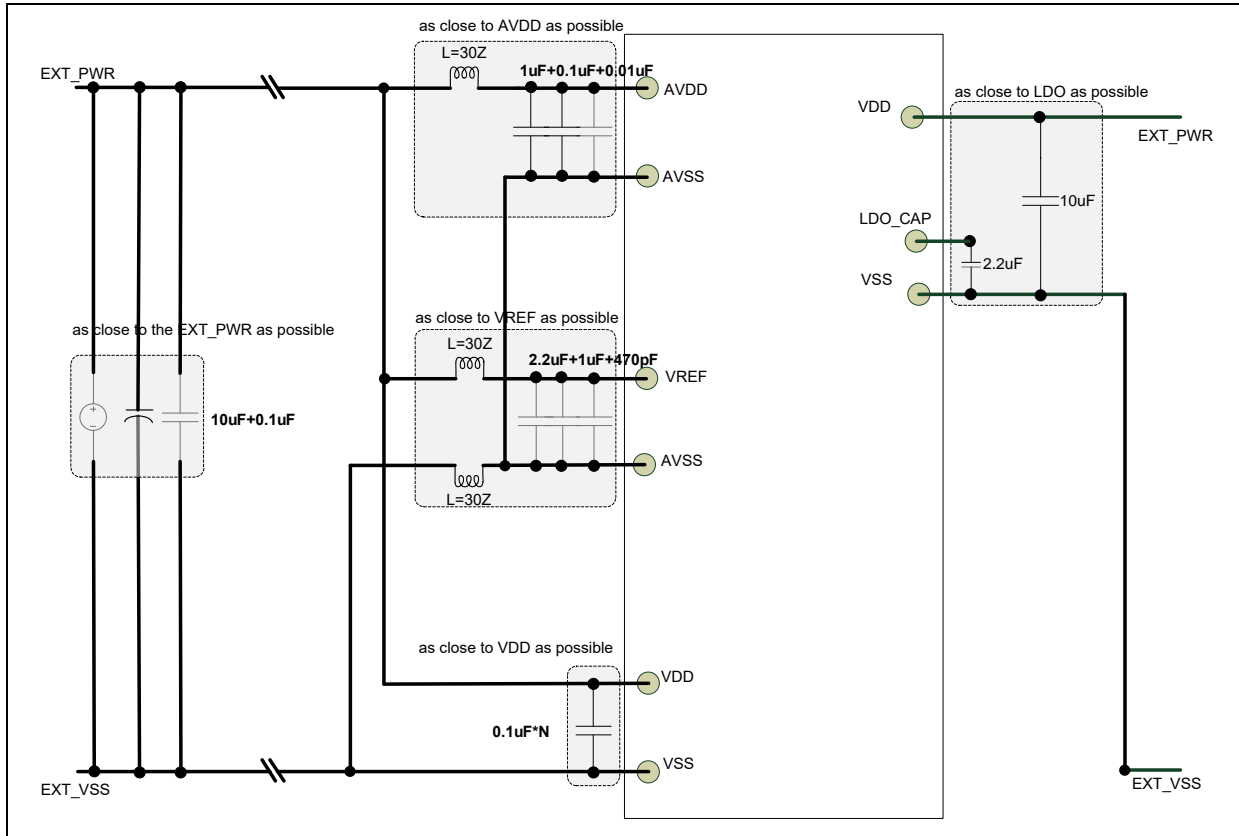 as close to AVDD as possible
L=30Z
EXT_PWR
1uF+0.1uF+0.01uF
AVDD
as close to LDO as possible
VDD
EXT_PWR
AVSS
10uF
LDO_CAP
2.2uF
VSS
as close to VREF as possible
as close to the EXT_PWR as possible
L=30Z
2.2uF+1uF+470pF
VREF
10uF+0.1uF
+
-
AVSS
L=30Z
as close to VDD as possible
VDD
0.1uF*N
VSS
EXT_VSS
EXT_VSS